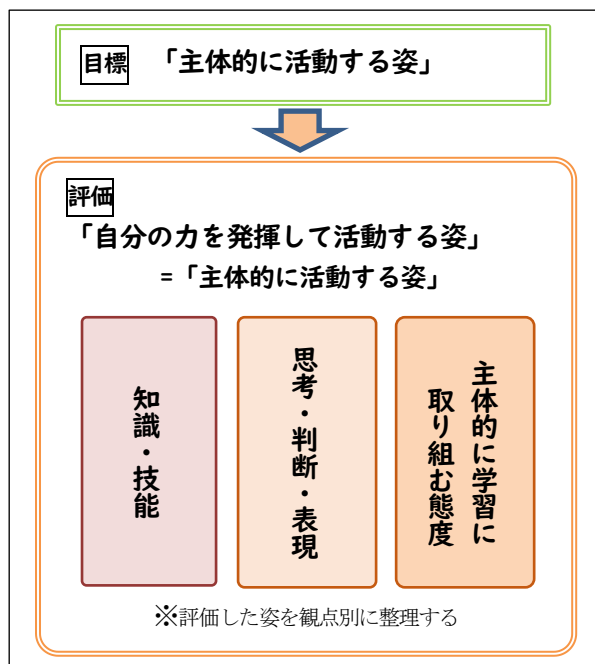 目標 「主体的に活動する姿」
評価
「自分の力を発揮して活動する姿」
=「主体的に活動する姿」
知識・技能
思考・判断・表現
主体的に学習に
取り組む態度
※評価した姿を観点別に整理する